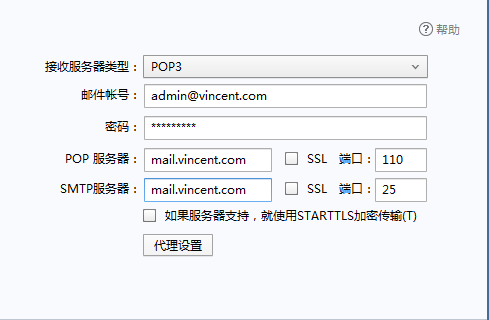 帮助
接收服务器类型： POP3
邮件帐号： admin@vincent.com
密码： *********
POP 服务器： mail.vincent.com SSL 端口： 110
SMTP服务器： mail.vincent.com SSL 端口： 25
如果服务器支持，就使用STARTTLS加密传输(T)
代理设置